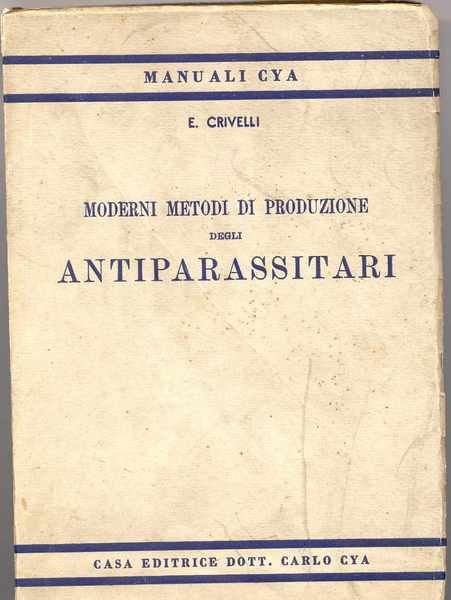 MANUALI CYA
E. CRIVELLI
MODERNI METODI DI PRODUZIONE
DEGLI
ANTIPARASSITARI
CASA EDITRICE DOTT. CARLO CYA